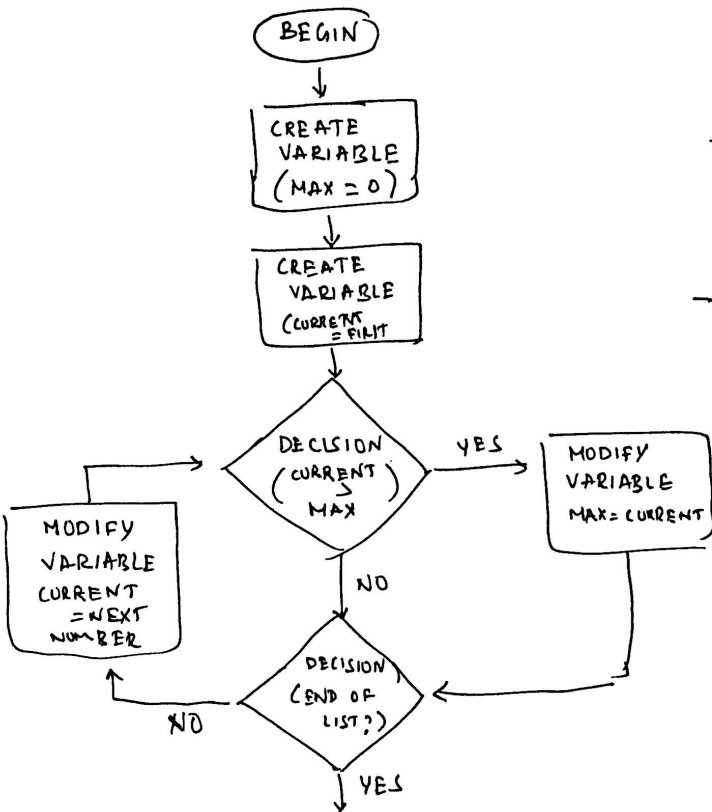 BEGIN
CREATE
VARIABLE
(MAX = 0)
CREATE
VARIABLE
(CURRENT
= FIRST
DECISION
(CURRENT
>
MAX)
YES
MODIFY
VARIABLE
MAX = CURRENT
MODIFY
VARIABLE
CURRENT
= NEXT
NUMBER
NO
DECISION
(END OF
LIST?)
NO
YES